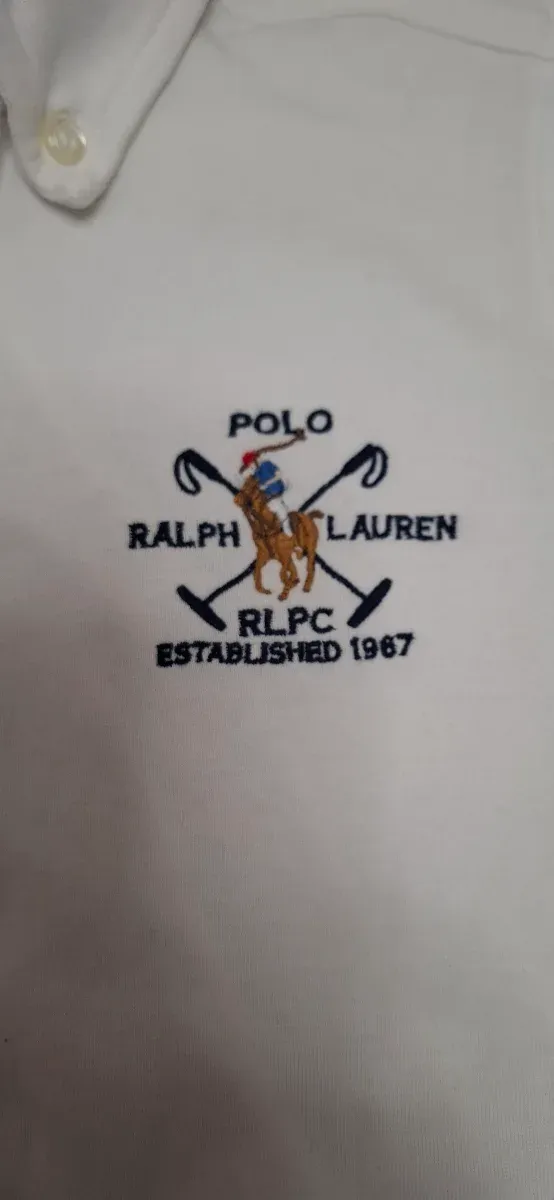 POLO
RALPH LAUREN
RLPC
ESTABLISHED 1967